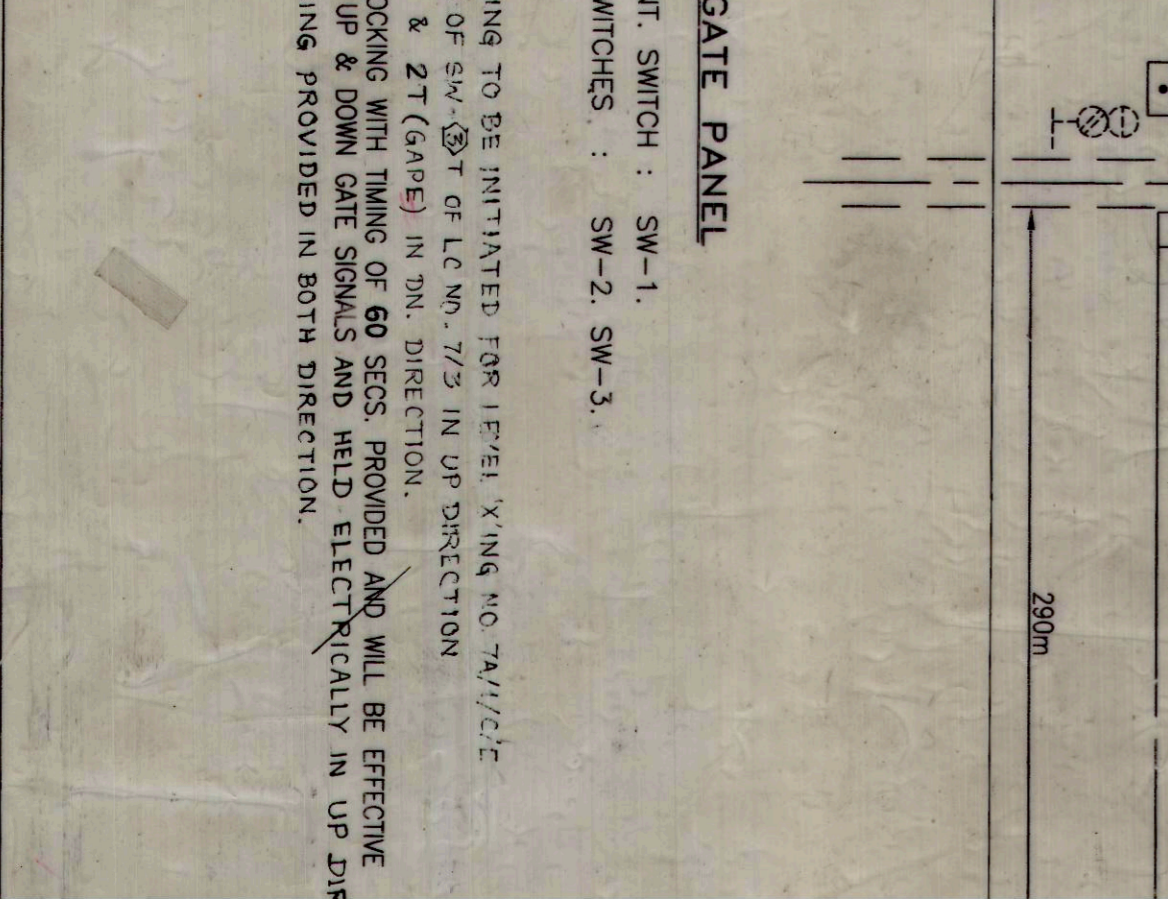 GATE PANEL
NT. SWITCH : SW-1.
WITCHES : SW-2. SW-3.
ING TO BE INITIATED FOR LEVEL 'X'ING NO. 7A/1/C/E
OF SW-3T OF LC NO. 7/3 IN UP DIRECTION
& 2T (GAPE) IN DN. DIRECTION.
OCKING WITH TIMING OF 60 SECS. PROVIDED AND WILL BE EFFECTIVE
UP & DOWN GATE SIGNALS AND HELD ELECTRICALLY IN UP DIR
ING PROVIDED IN BOTH DIRECTION.
290m